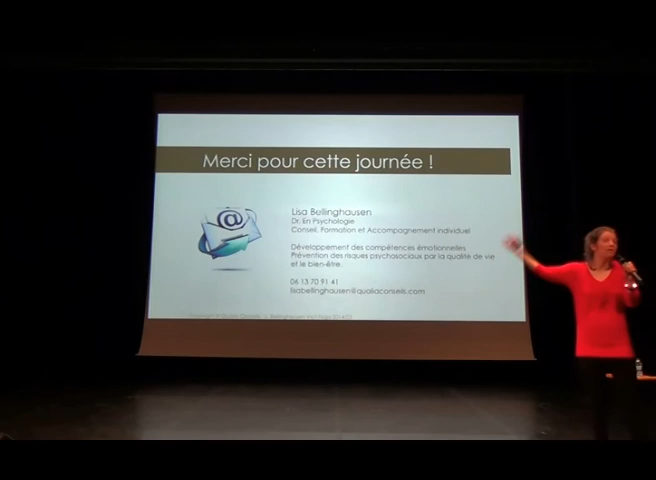 Merci pour cette journée !
@
Lisa Bellinghausen
Dr. En Psychologie
Conseil, Formation et Accompagnement individuel
Développement des compétences émotionnelles
Prévention des risques psychosociaux par la qualité de vie
et le bien-être.
06 13 70 91 41
lisabellinghausen@qualiaconseils.com